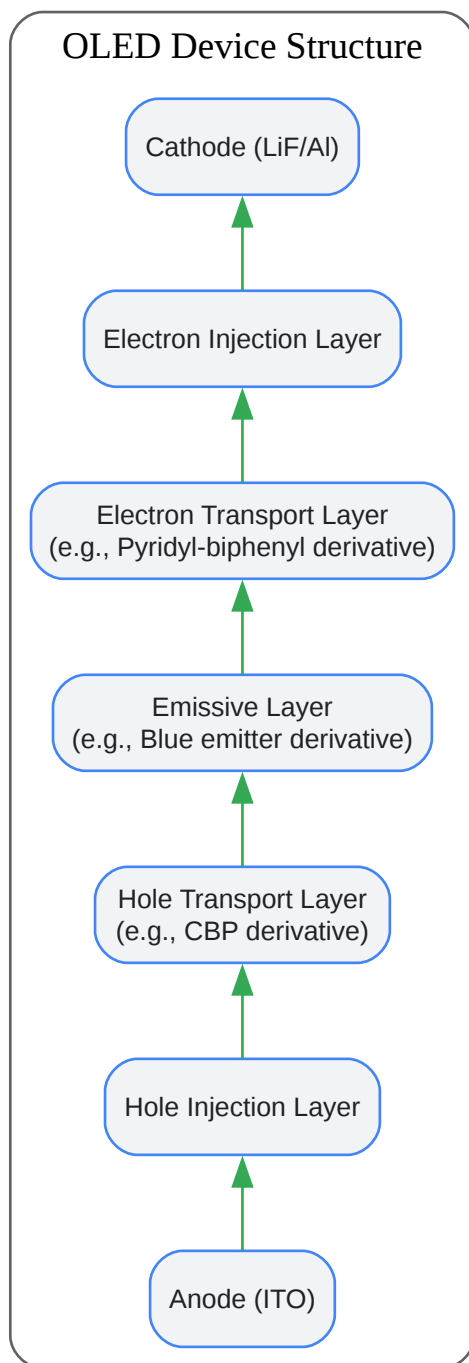 OLED Device Structure
Cathode (LiF/Al)
Electron Injection Layer
Electron Transport Layer
(e.g., Pyridyl-biphenyl derivative)
Emissive Layer
(e.g., Blue emitter derivative)
Hole Transport Layer
(e.g., CBP derivative)
Hole Injection Layer
Anode (ITO)